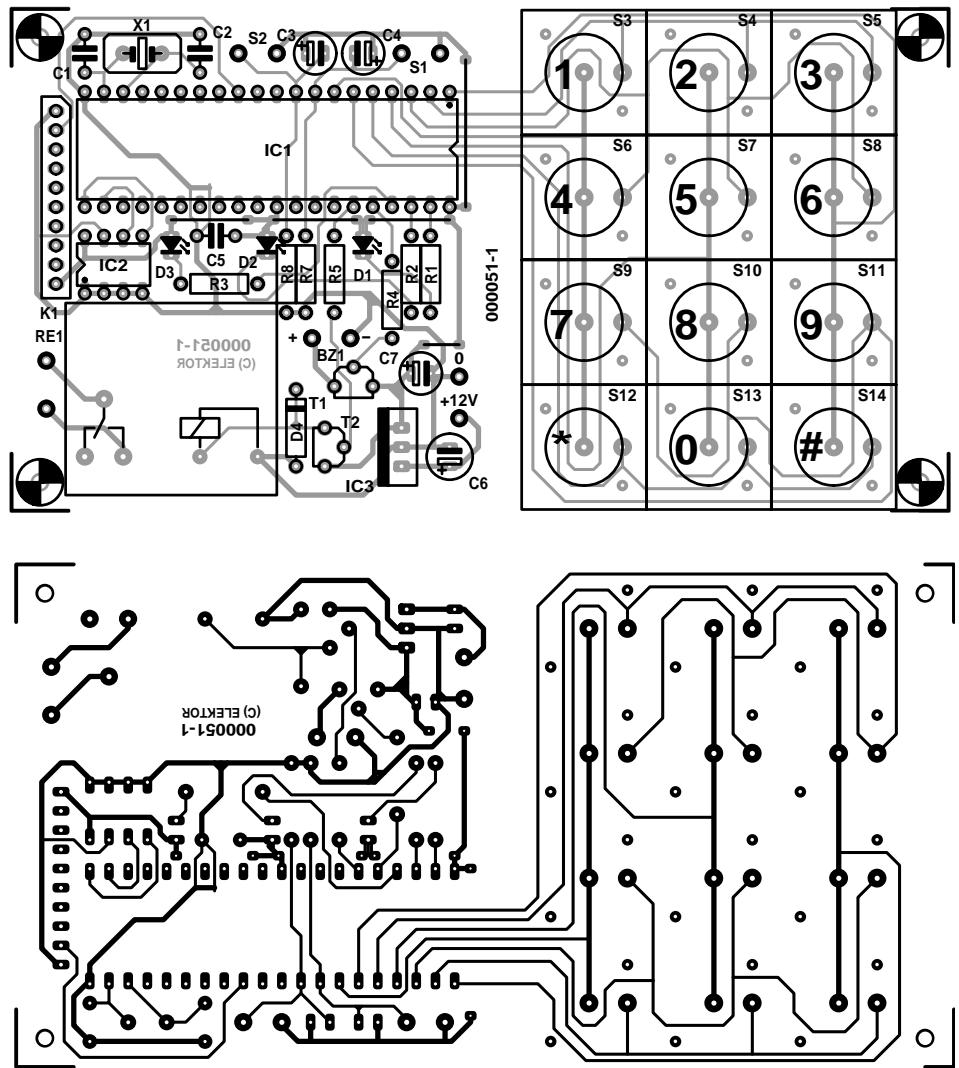 X1 C2 S2 C3 C4 S3 S4 S5
C1 S1
1 2 3
IC1
S6 S7 S8
4 5 6
C5 D2
IC2 D3 R3 R8 R7 R5 D1 R4 R2 R1
000051-1
S9 S10 S11
7 8 9
K1
RE1
000051-1
(C) ELEKTOR
+ BZ1 − C7 0
+12V
T1
D4
T2
IC3 C6
S12 S13 S14
* 0 #
000051-1
(C) ELEKTOR